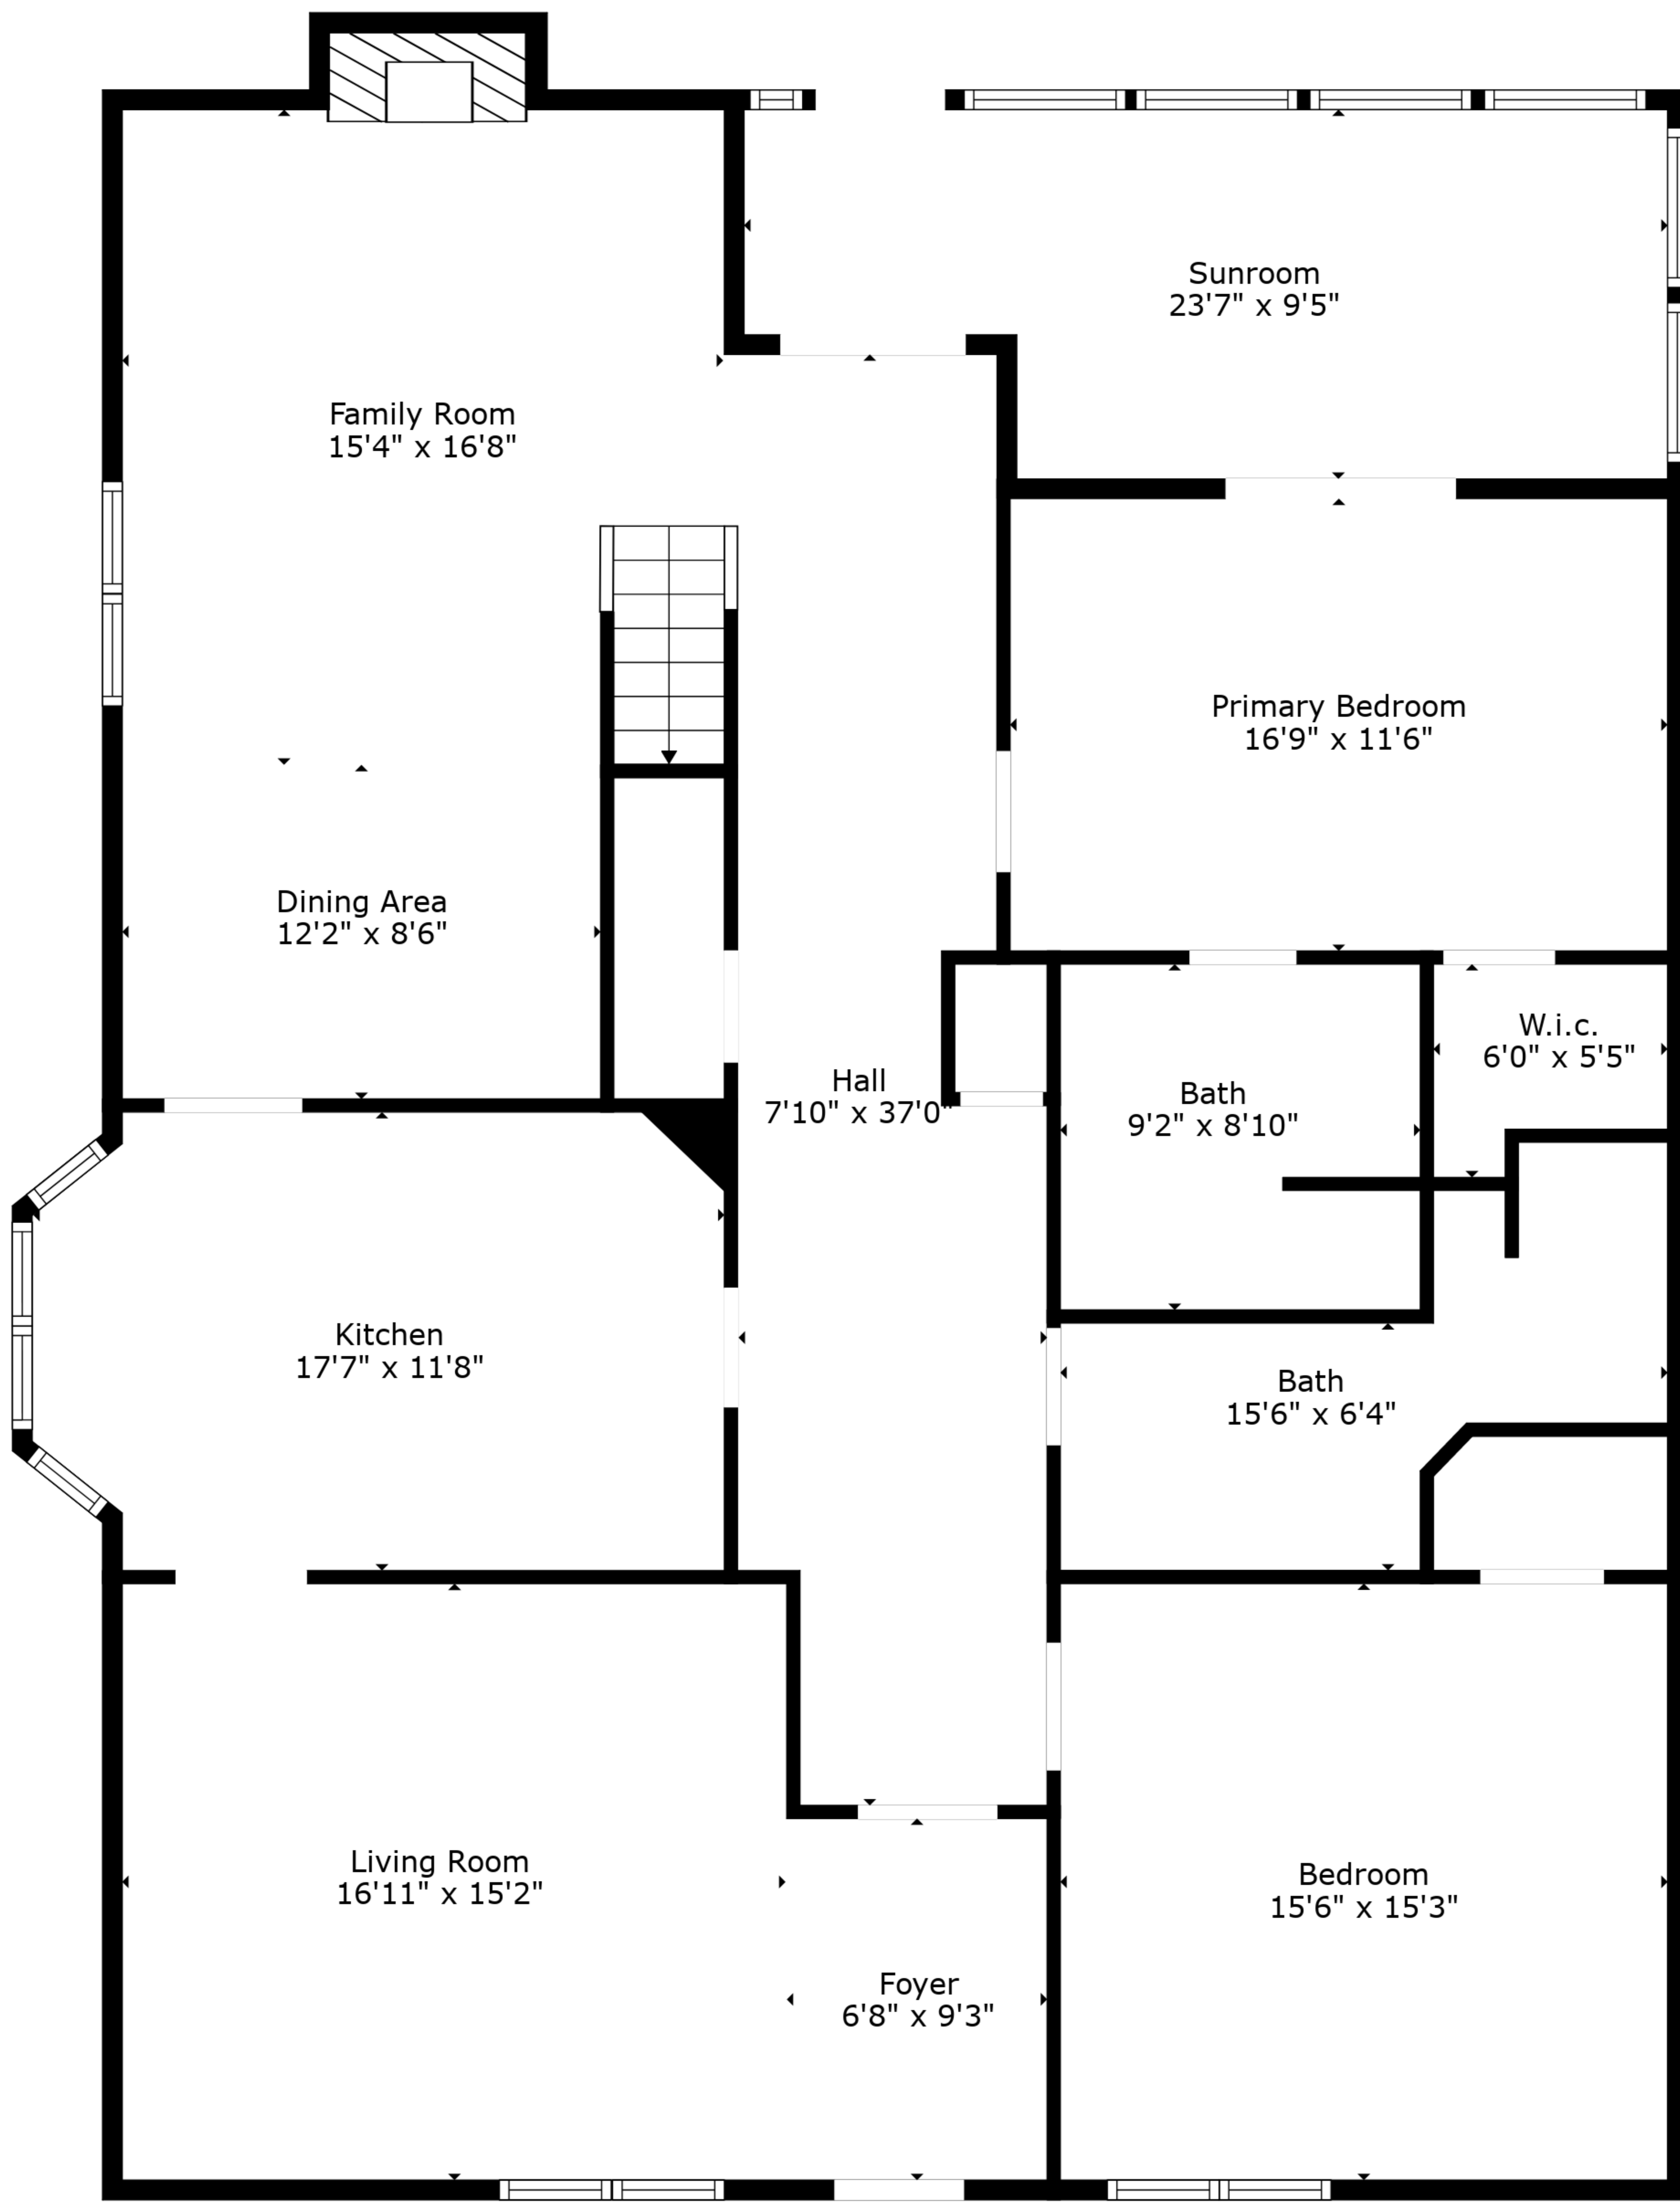 Sunroom
23'7" x 9'5"
Family Room
15'4" x 16'8"
Primary Bedroom
16'9" x 11'6"
Dining Area
12'2" x 8'6"
W.i.c.
6'0" x 5'5"
Hall
7'10" x 37'0"
Bath
9'2" x 8'10"
Kitchen
17'7" x 11'8"
Bath
15'6" x 6'4"
Living Room
16'11" x 15'2"
Bedroom
15'6" x 15'3"
Foyer
6'8" x 9'3"